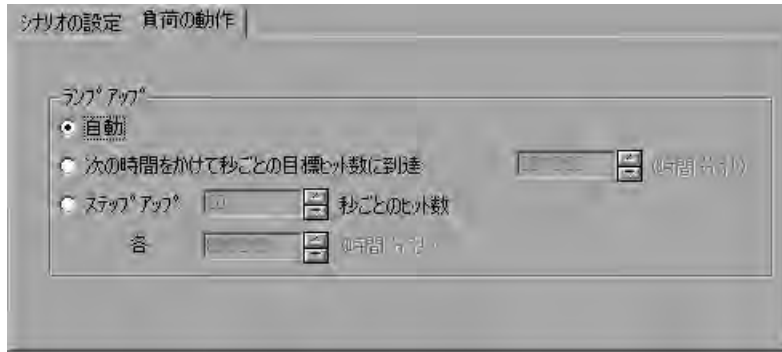 シナリオの設定 負荷の動作
ランプアップ
自動
次の時間をかけて秒ごとの目標ヒット数に到達
ステップアップ 秒ごとのヒット数
各